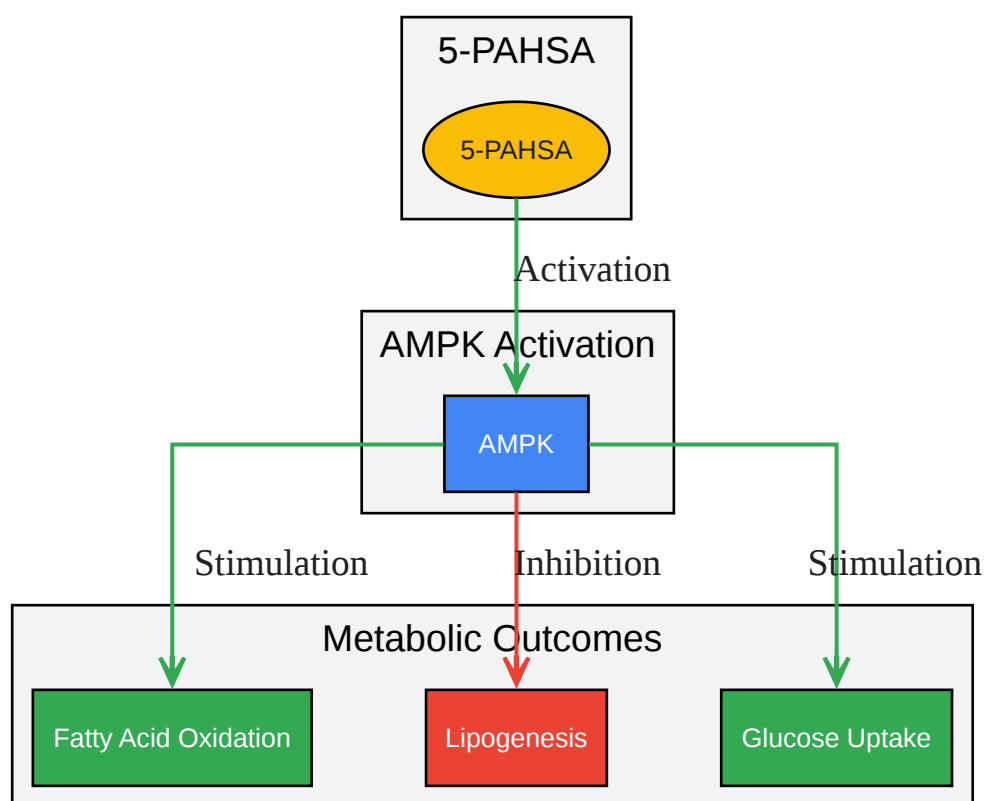 5-PAHSA
5-PAHSA
Activation
AMPK Activation
AMPK
Stimulation
Inhibition
Stimulation
Metabolic Outcomes
Fatty Acid Oxidation
Lipogenesis
Glucose Uptake